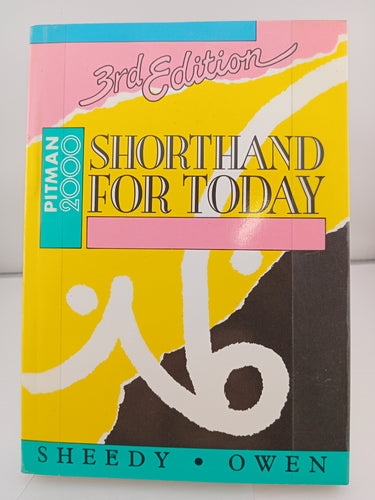 3rd Edition
PITMAN
2000
SHORTHAND
FOR TODAY
SHEEDY • OWEN